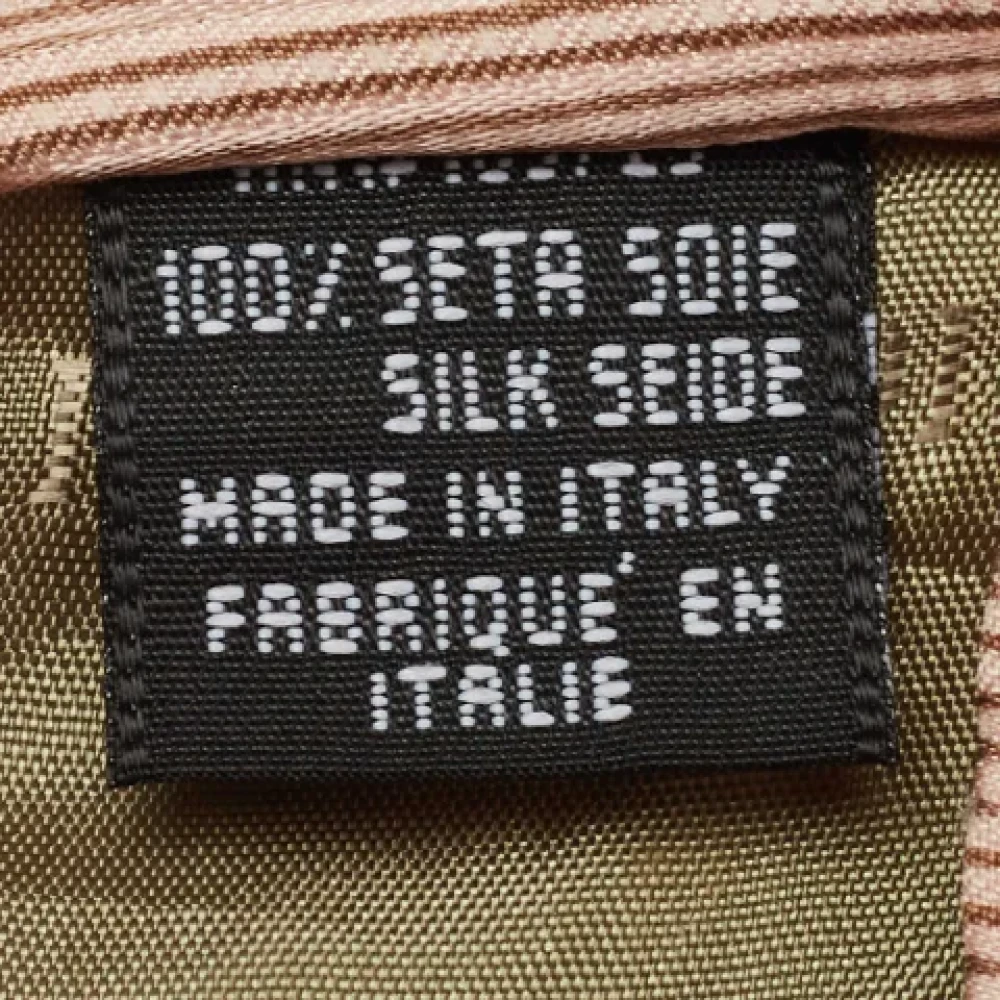 100% SETA SOIE
SILK SEIDE
MADE IN ITALY
FABRIQUE' EN
ITALIE